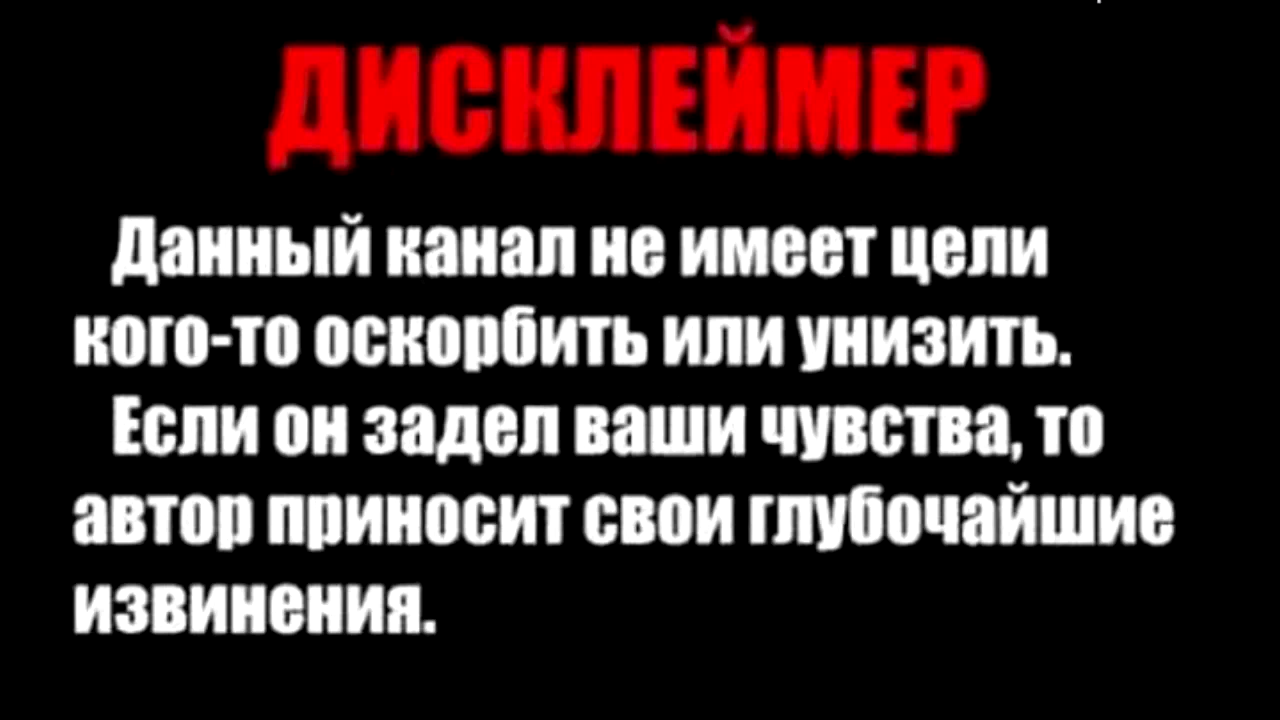 ДИСКЛЕЙМЕР
Данный канал не имеет цели
кого-то оскорбить или унизить.
Если он задел ваши чувства, то
автор приносит свои глубочайшие
извинения.